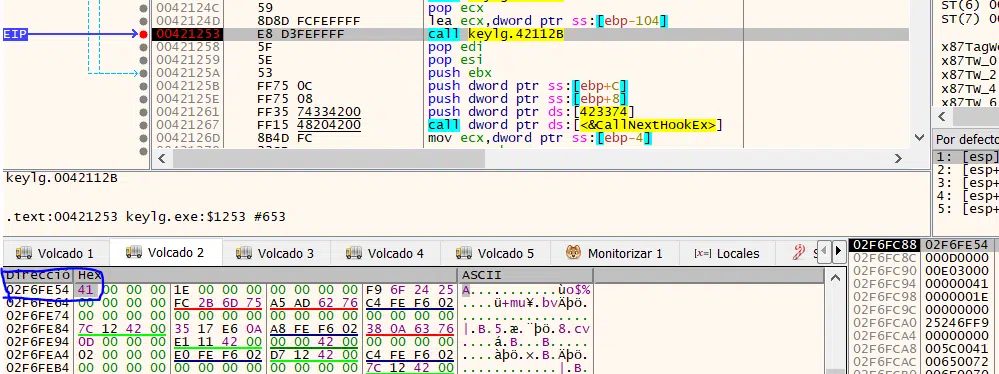 0042124C 59 pop ecx
0042124D 8D8D FCFEFFFF lea ecx,dword ptr ss:[ebp-104]
EIP 00421253 E8 D3FEFFFF call keylg.42112B
00421258 5F pop edi
00421259 5E pop esi
0042125A 53 push ebx
0042125B FF75 0C push dword ptr ss:[ebp+C]
0042125E FF75 08 push dword ptr ss:[ebp+8]
00421261 FF35 74334200 push dword ptr ds:[423374]
00421267 FF15 48204200 call dword ptr ds:[<&CallNextHookEx>]
0042126D 8B4D FC mov ecx,dword ptr ss:[ebp-4]
ST(6) 00
ST(7) 00
x87TagWo
x87TW_0
x87TW_2
x87TW_4
x87TW_6
Por defecto
1: [esp]
2: [esp+
3: [esp+
4: [esp+
5: [esp+
keylg.0042112B
.text:00421253 keylg.exe:$1253 #653
Volcado 1 Volcado 2 Volcado 3 Volcado 4 Volcado 5 Monitorizar 1 [x=] Locales
Direcció Hex ASCII
02F6FE54 41 00 00 00 1E 00 00 00 00 00 00 00 F9 6F 24 25 A...........ùo$%
02F6FE64 00 00 00 00 FC 2B 6D 75 A5 AD 62 76 C4 FE F6 02 ....ü+mu¥.bvÄþö.
02F6FE74 00 00 00 00 00 00 00 00 00 00 00 00 00 00 00 00 ................
02F6FE84 7C 12 42 00 35 17 E6 0A A8 FE F6 02 38 0A 63 76 |.B.5.æ.¨þö.8.cv
02F6FE94 0D 00 00 00 E1 11 42 00 00 00 42 00 00 00 00 00 ....á.B...B.....
02F6FEA4 02 00 00 00 E0 FE F6 02 D7 12 42 00 C4 FE F6 02 ....àþö.×.B.Äþö.
02F6FEB4 00 00 00 00 00 00 00 00 7C 12 42 00 00 00 00 00
02F6FC88 02F6FE54
02F6FC8C 000D0000
02F6FC90 00E03000
02F6FC94 00000041
02F6FC98 0000001E
02F6FC9C 00000000
02F6FCA0 25246FF9
02F6FCA4 00000000
02F6FCA8 005C0041
02F6FCAC 00650072